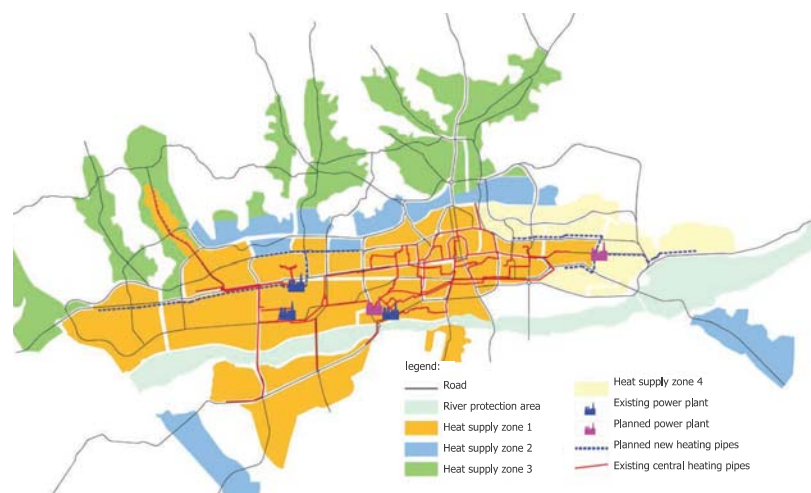 legend:
Road
River protection area
Heat supply zone 1
Heat supply zone 2
Heat supply zone 3
Heat supply zone 4
Existing power plant
Planned power plant
Planned new heating pipes
Existing central heating pipes